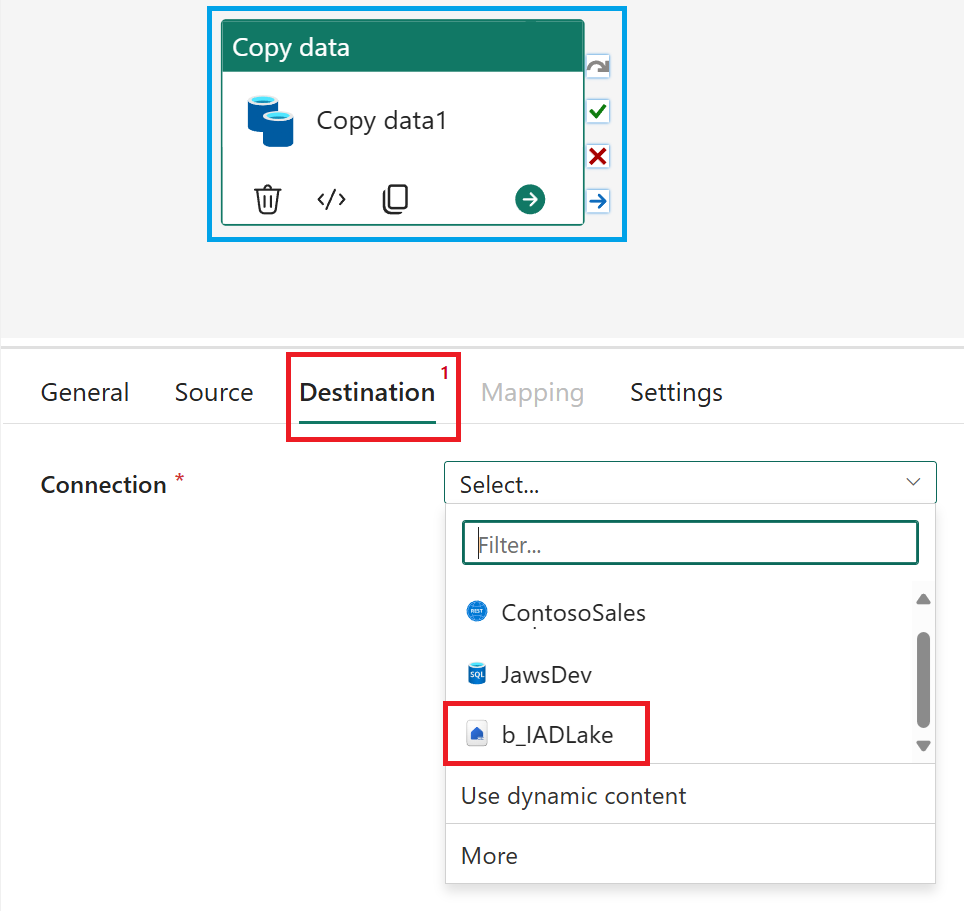 Copy data
Copy data1
General Source Destination 1 Mapping Settings
Connection *
Select...
Filter...
REST ContosoSales
SQL JawsDev
b_IADLake
Use dynamic content
More